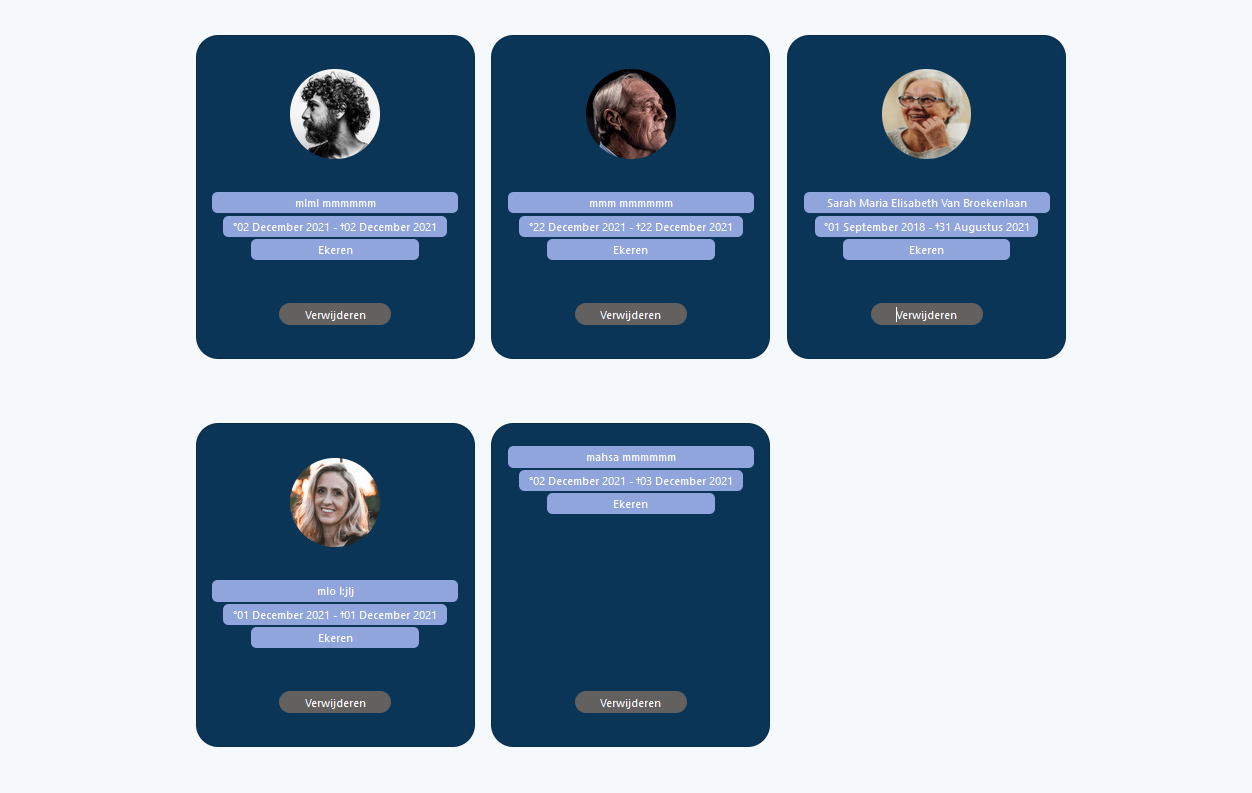 mlml mmmmmm
°02 December 2021 - †02 December 2021
Ekeren
Verwijderen
mmm mmmmmm
°22 December 2021 - †22 December 2021
Ekeren
Verwijderen
Sarah Maria Elisabeth Van Broekenlaan
°01 September 2018 - †31 Augustus 2021
Ekeren
Verwijderen
mlo l:jlj
°01 December 2021 - †01 December 2021
Ekeren
Verwijderen
mahsa mmmmmm
°02 December 2021 - †03 December 2021
Ekeren
Verwijderen